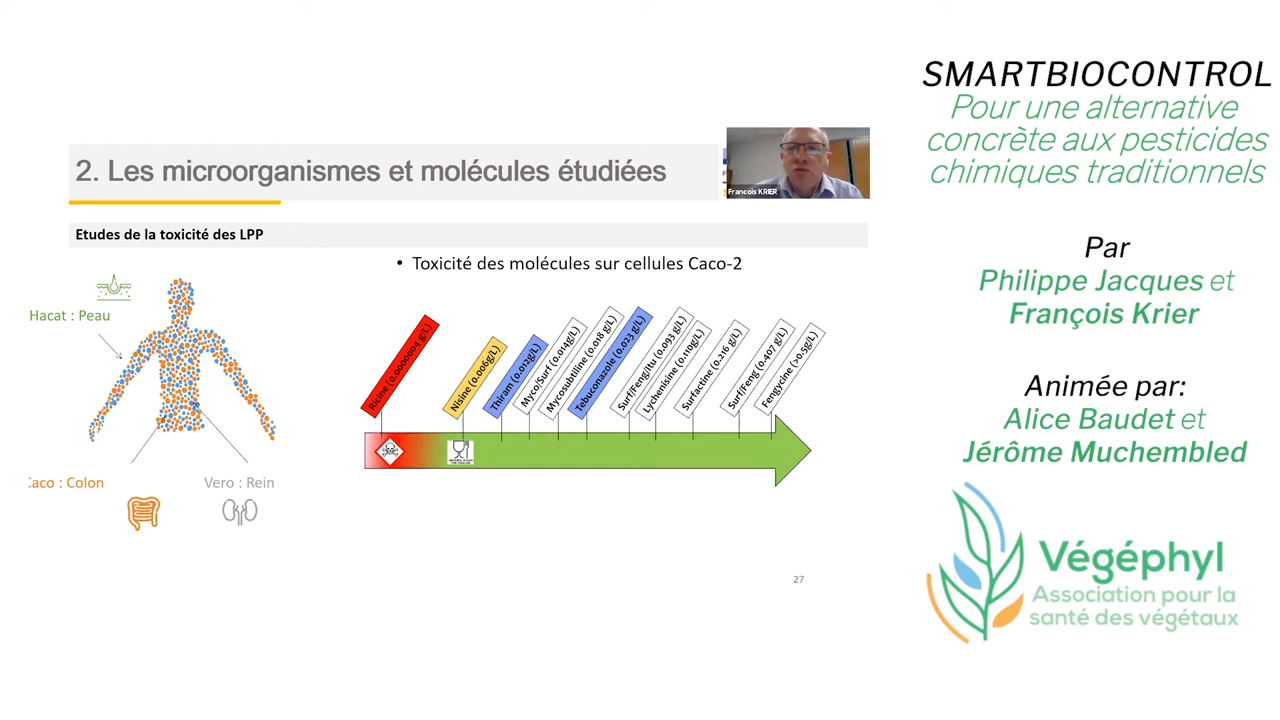 2. Les microorganismes et molécules étudiées
Francois KRIER
Etudes de la toxicité des LPP
• Toxicité des molécules sur cellules Caco-2
Hacat : Peau
Caco : Colon
Vero : Rein
Ricine (0.0000004 g/L)
Nisine (0.006g/L)
Thiram (0.012g/L)
Myco/Surf (0.014g/L)
Mycosubtiline (0.018 g/L)
Tebuconazole (0.023 g/L)
Surf/Feng/Itu (0.093 g/L)
Lychenisine (0.116g/L)
Surfactine (0.216 g/L)
Surf/Feng (0.407 g/L)
Fengycine (>0.5g/L)
27
SMARTBIOCONTROL
Pour une alternative
concrète aux pesticides
chimiques traditionnels
Par
Philippe Jacques et
François Krier
Animée par:
Alice Baudet et
Jérôme Muchembled
Végéphyl
Association pour la
santé des végétaux